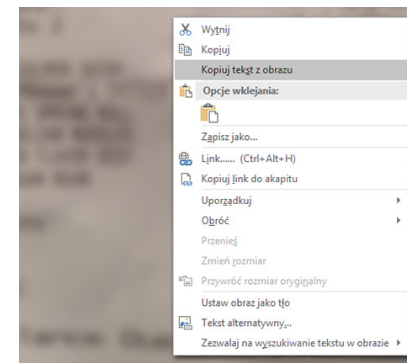 Wytnij
Kopiuj
Kopiuj tekst z obrazu
Opcje wklejania:
Zapisz jako...
Link...... (Ctrl+Alt+H)
Kopiuj link do akapitu
Uporządkuj
Obróć
Przenieś
Zmień rozmiar
Przywróć rozmiar oryginalny
Ustaw obraz jako tło
Tekst alternatywny...
Zezwalaj na wyszukiwanie tekstu w obrazie